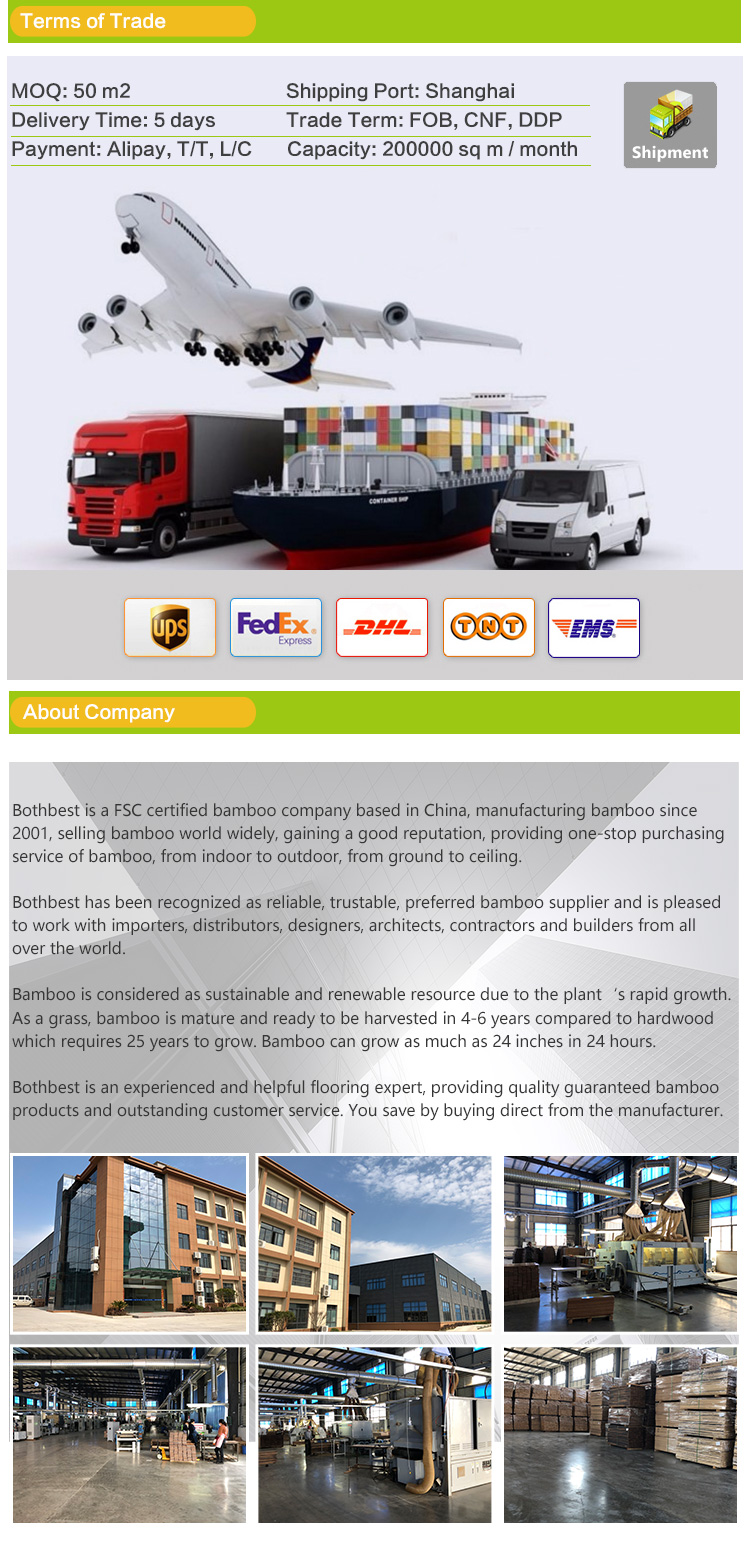 Terms of Trade
MOQ: 50 m2
Shipping Port: Shanghai
Delivery Time: 5 days
Trade Term: FOB, CNF, DDP
Payment: Alipay, T/T, L/C
Capacity: 200000 sq m / month
Shipment
CONTAINER SHIP
ups
FedEx
Express
DHL
TNT
EMS
About Company
Bothbest is a FSC certified bamboo company based in China, manufacturing bamboo since
2001, selling bamboo world widely, gaining a good reputation, providing one-stop purchasing
service of bamboo, from indoor to outdoor, from ground to ceiling.
Bothbest has been recognized as reliable, trustable, preferred bamboo supplier and is pleased
to work with importers, distributors, designers, architects, contractors and builders from all
over the world.
Bamboo is considered as sustainable and renewable resource due to the plant‘s rapid growth.
As a grass, bamboo is mature and ready to be harvested in 4-6 years compared to hardwood
which requires 25 years to grow. Bamboo can grow as much as 24 inches in 24 hours.
Bothbest is an experienced and helpful flooring expert, providing quality guaranteed bamboo
products and outstanding customer service. You save by buying direct from the manufacturer.